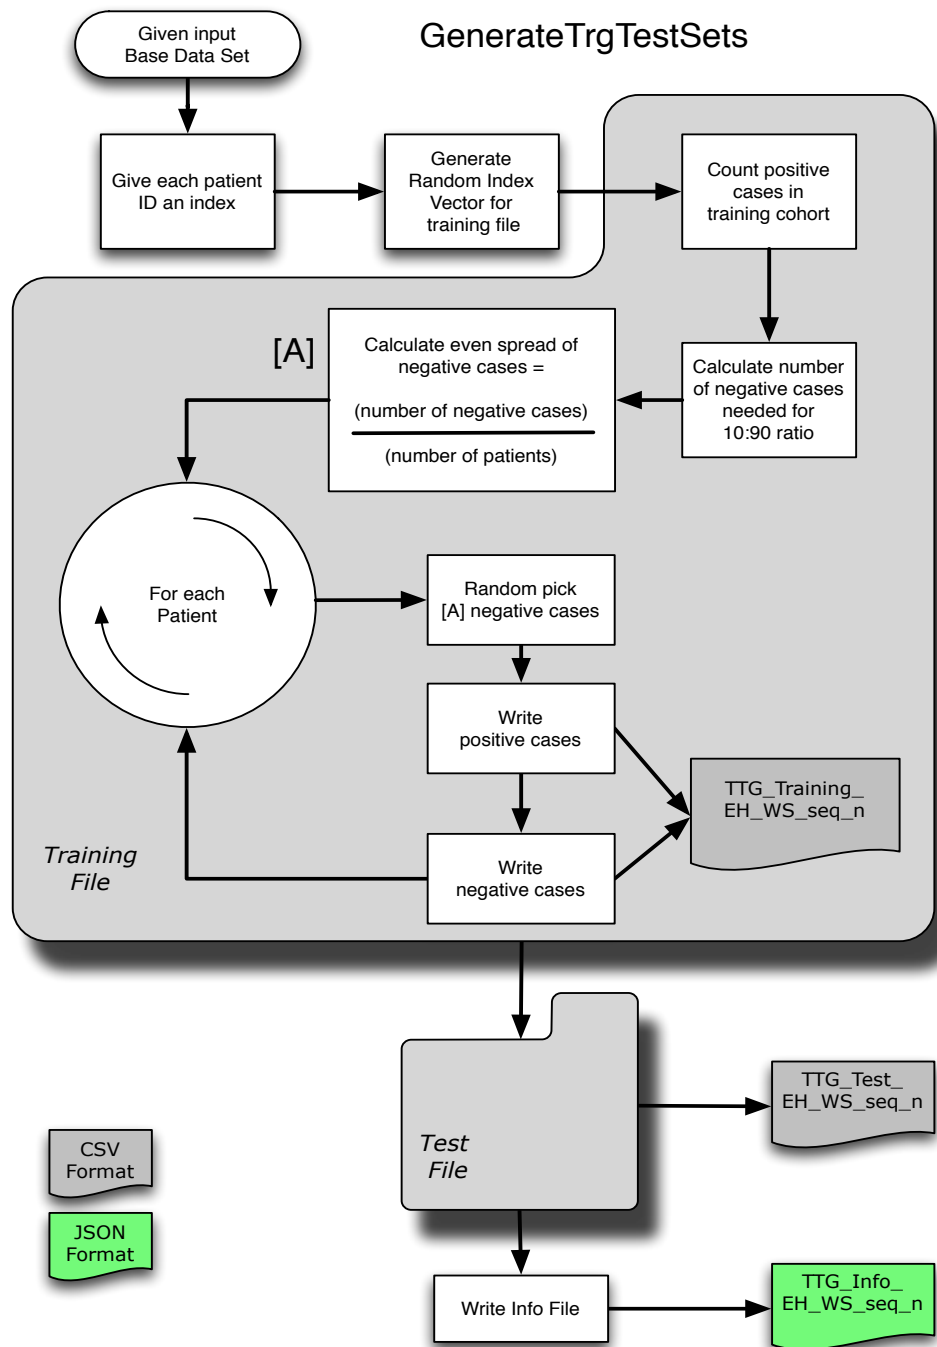 GenerateTrgTestSets
Given input
Base Data Set
Give each patient
ID an index
Generate
Random Index
Vector for
training file
Count positive
cases in
training cohort
[A]
Calculate even spread of
negative cases =
(number of negative cases)
(number of patients)
Calculate number
of negative cases
needed for
10:90 ratio
For each
Patient
Random pick
[A] negative cases
Write
positive cases
TTG_Training_
EH_WS_seq_n
Write
negative cases
Training
File
TTG_Test_
EH_WS_seq_n
Test
File
CSV
Format
JSON
Format
Write Info File
TTG_Info_
EH_WS_seq_n